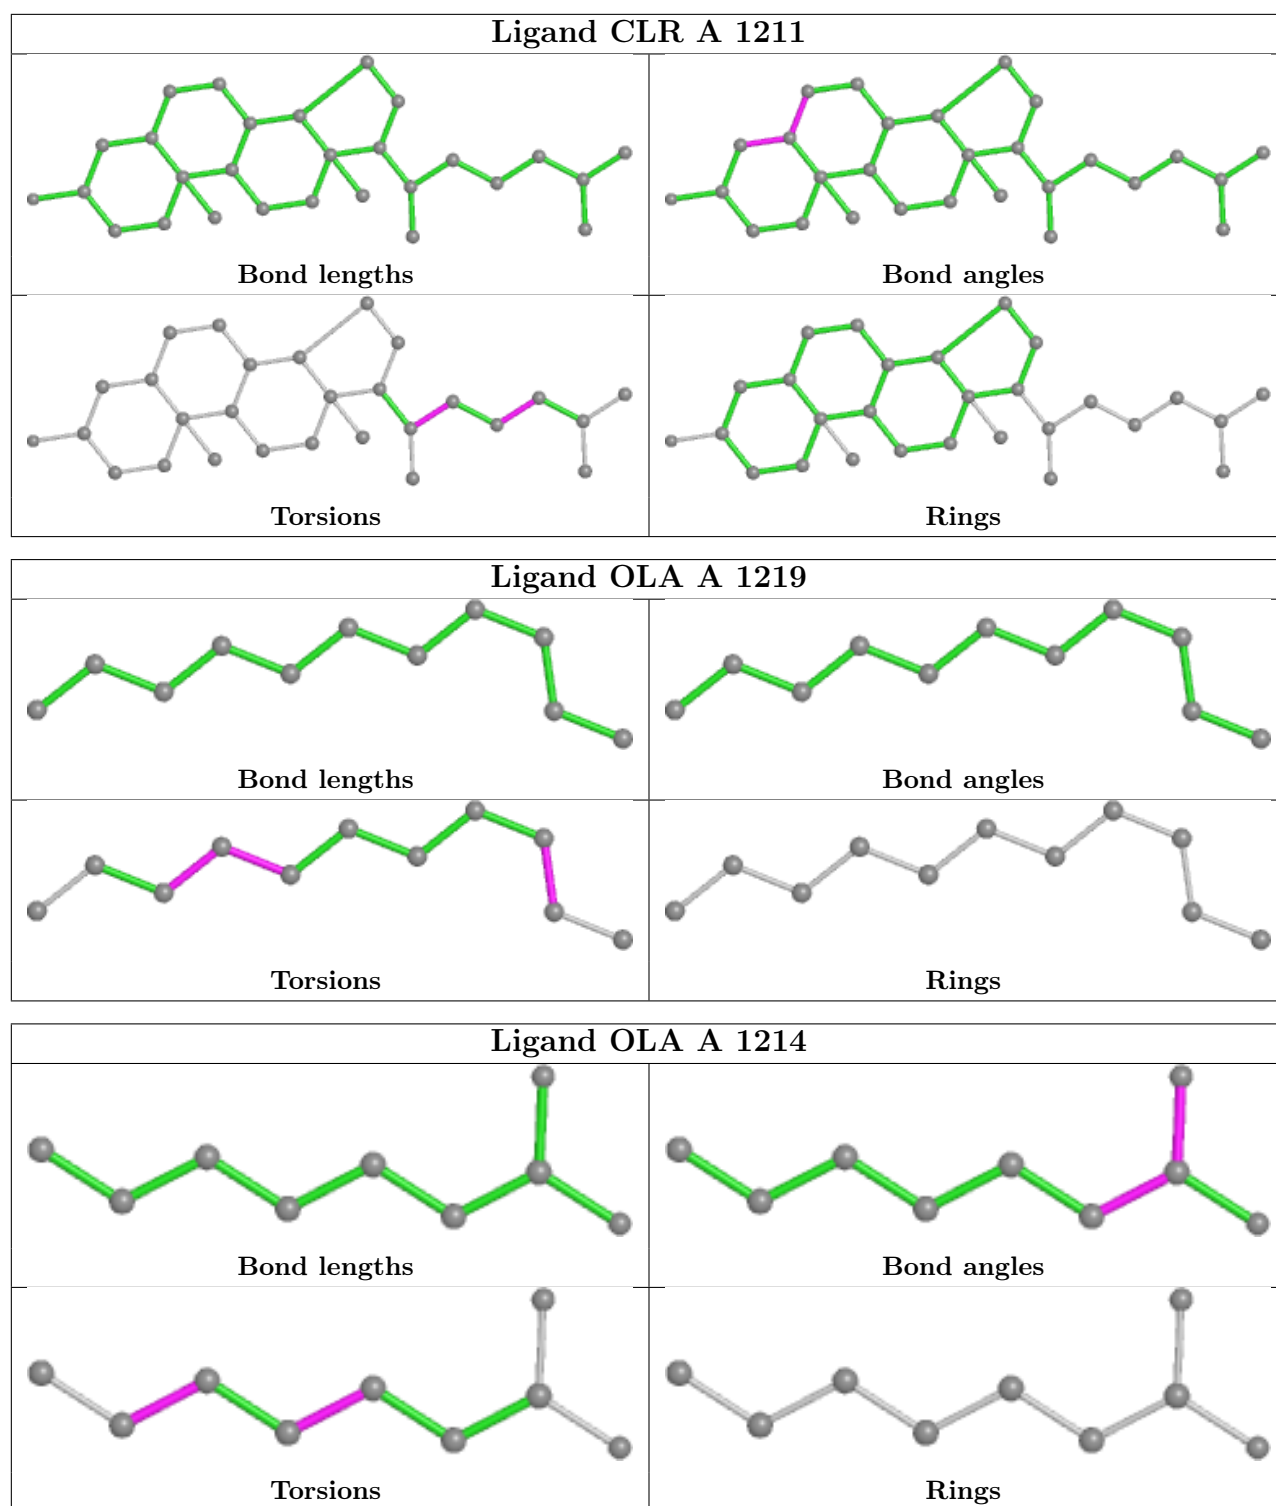 Ligand CLR A 1211
Bond lengths
Bond angles
Torsions
Rings
Ligand OLA A 1219
Bond lengths
Bond angles
Torsions
Rings
Ligand OLA A 1214
Bond lengths
Bond angles
Torsions
Rings